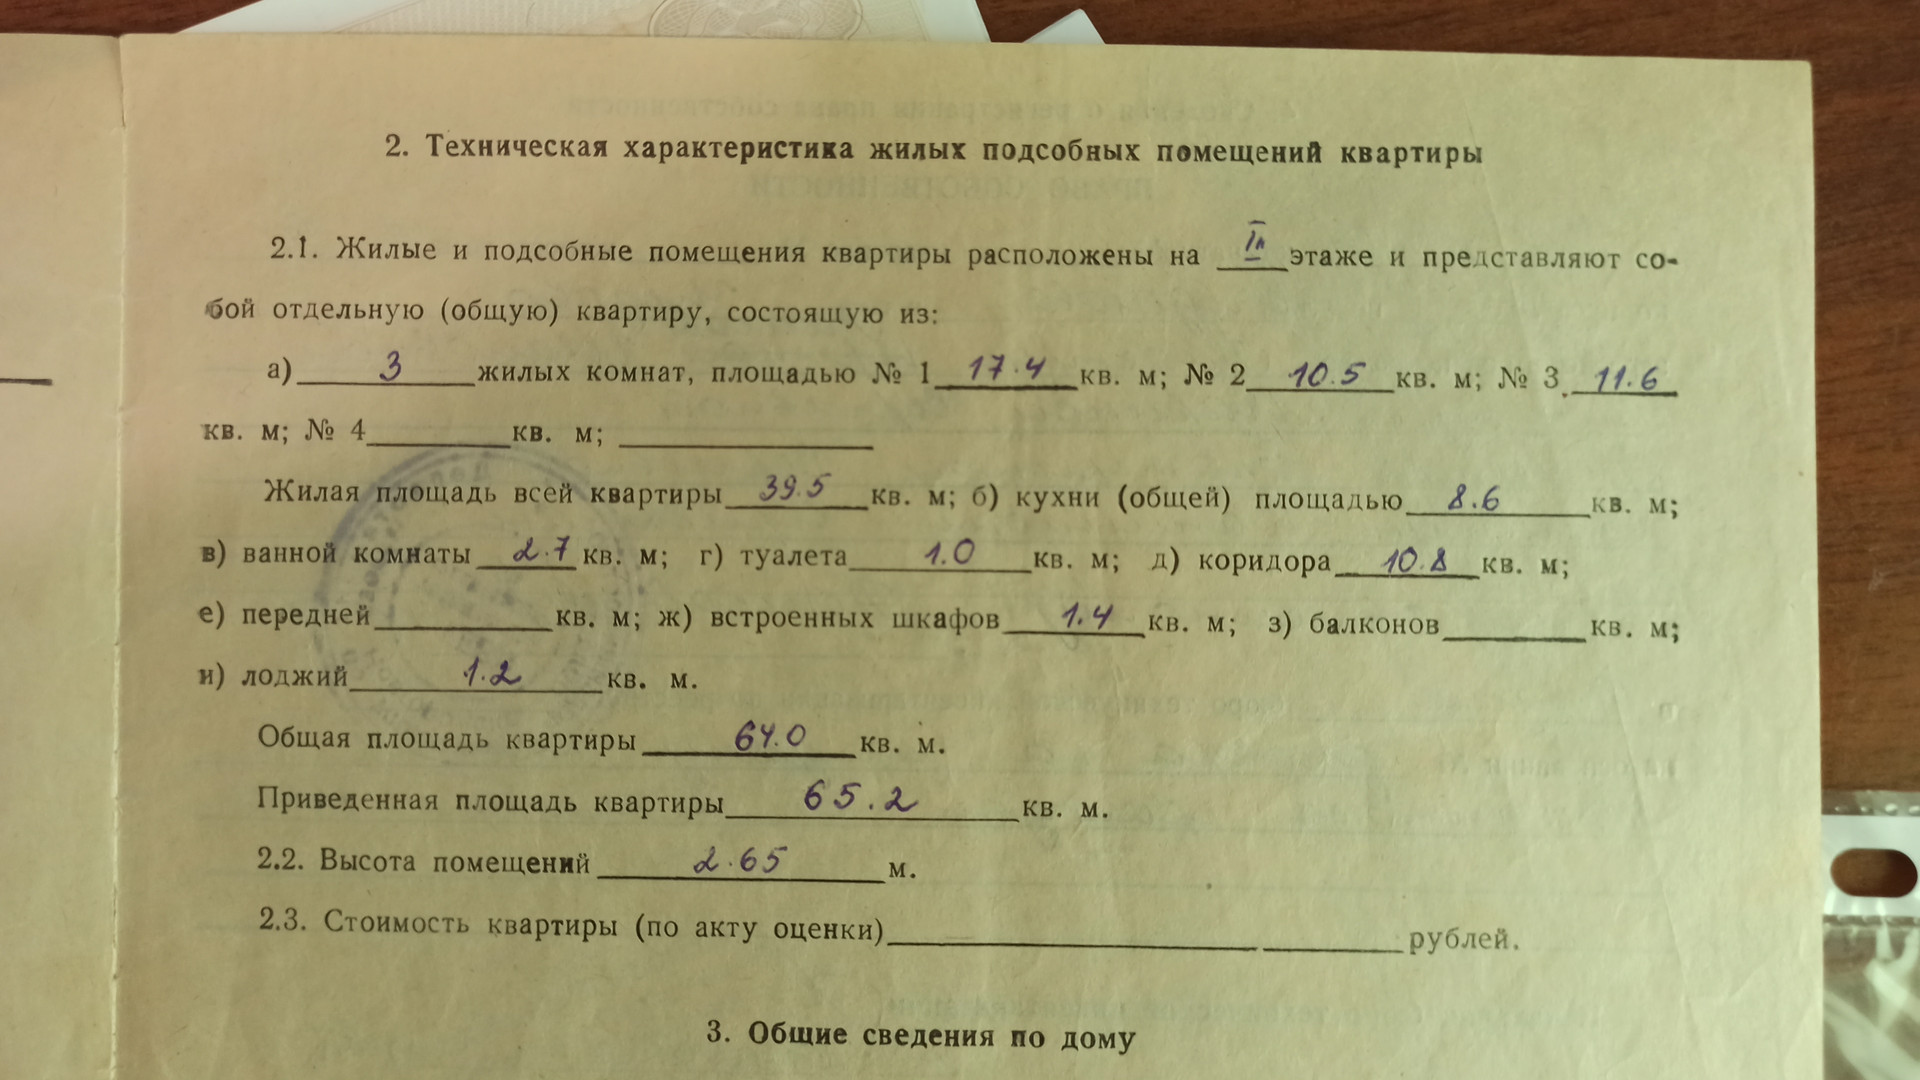 2. Техническая характеристика жилых подсобных помещений квартиры
2.1. Жилые и подсобные помещения квартиры расположены на ___ этаже и представляют со-
бой отдельную (общую) квартиру, состоящую из:
а) 3 жилых комнат, площадью № 1 17.4 кв. м; № 2 10.5 кв. м; № 3 11.6
кв. м; № 4 ___ кв. м; ___
Жилая площадь всей квартиры 39.5 кв. м; б) кухни (общей) площадью 8.6 кв. м;
в) ванной комнаты 2.7 кв. м; г) туалета 1.0 кв. м; д) коридора 10.8 кв. м;
е) передней ___ кв. м; ж) встроенных шкафов 1.4 кв. м; з) балконов ___ кв. м;
и) лоджий 1.2 кв. м.
Общая площадь квартиры 64.0 кв. м.
Приведенная площадь квартиры 65.2 кв. м.
2.2. Высота помещений 2.65 м.
2.3. Стоимость квартиры (по акту оценки) ___ рублей.
3. Общие сведения по дому